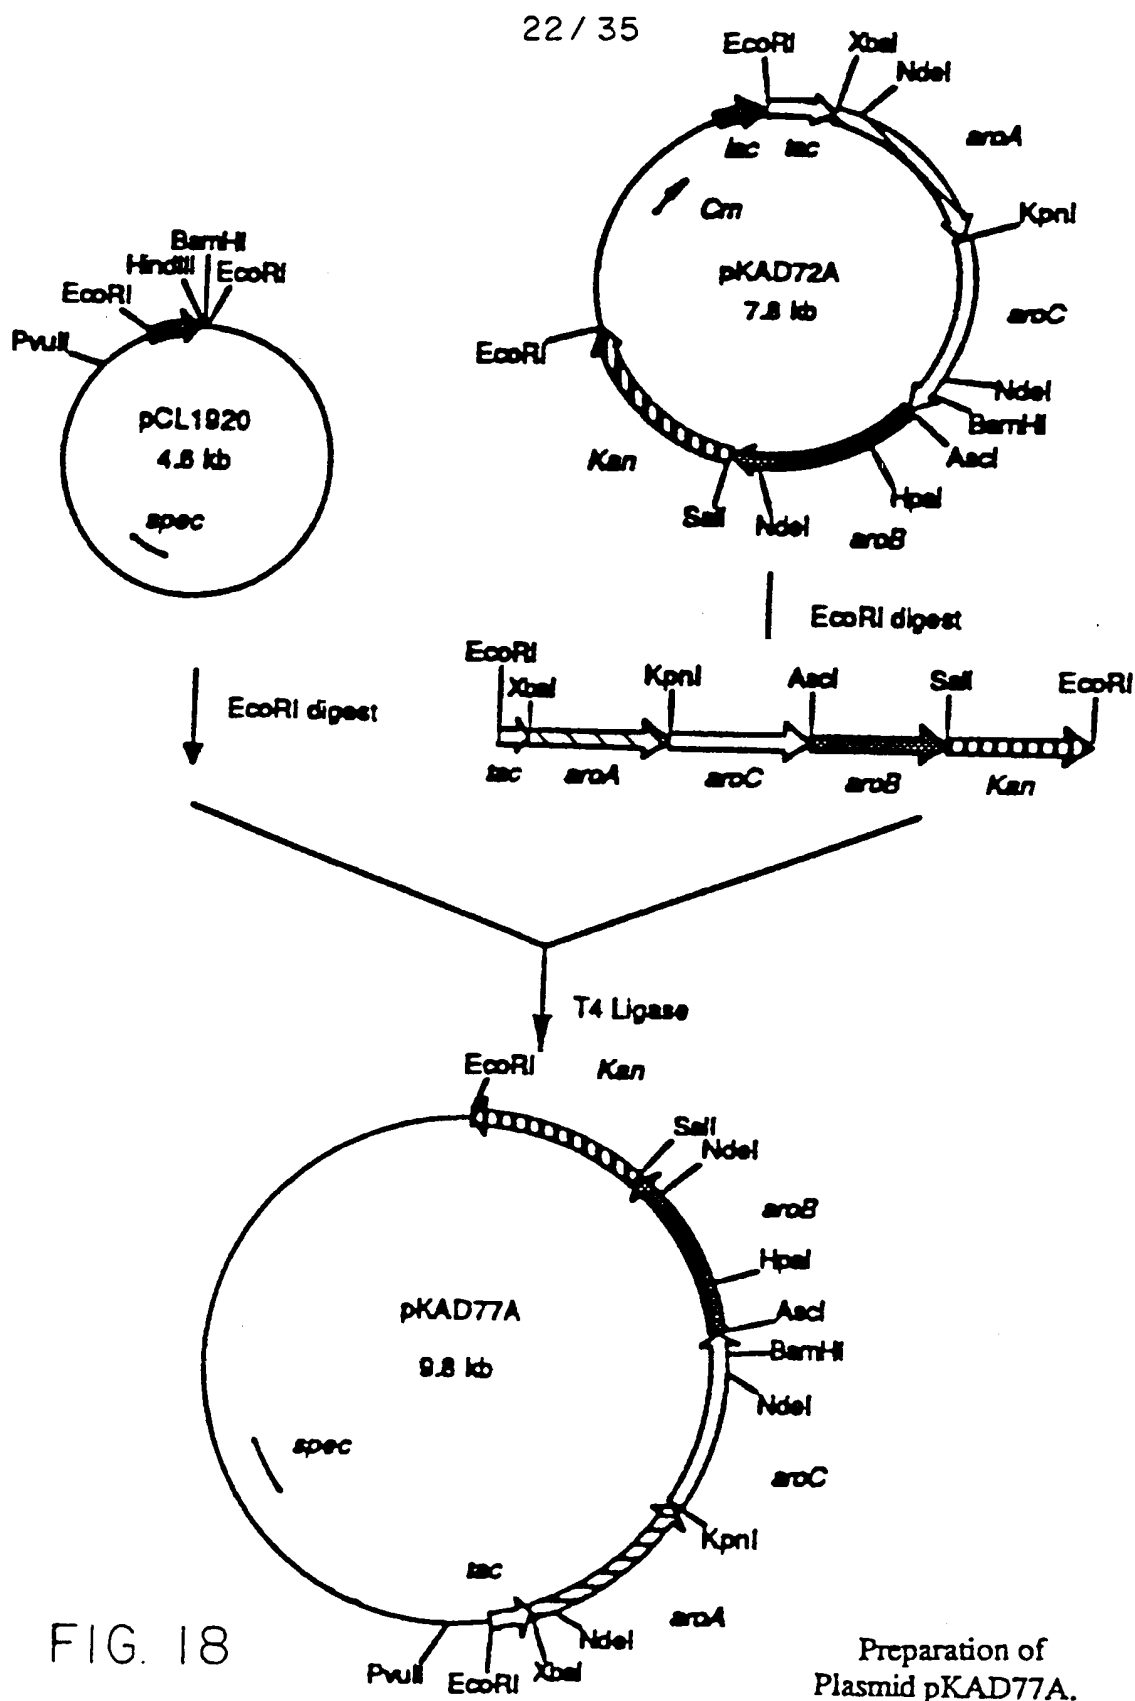 22/35
EcoRI
XbaI
NdeI
aroA
lac tac
Cm
KpnI
pKAD72A
7.8 kb
aroC
EcoRI
NdeI
BamHI
AscI
Kan
HpaI
SalI
NdeI
aroB
BamHI
HindIII
EcoRI
EcoRI
PvuII
pCL1920
4.6 kb
spec
EcoRI digest
EcoRI digest
EcoRI
XbaI
KpnI
AscI
SalI
EcoRI
tac
aroA
aroC
aroB
Kan
T4 Ligase
EcoRI
Kan
SalI
NdeI
aroB
HpaI
AscI
BamHI
NdeI
pKAD77A
9.8 kb
spec
aroC
KpnI
tac
aroA
NdeI
XbaI
EcoRI
PvuII
FIG. 18
Preparation of
Plasmid pKAD77A.